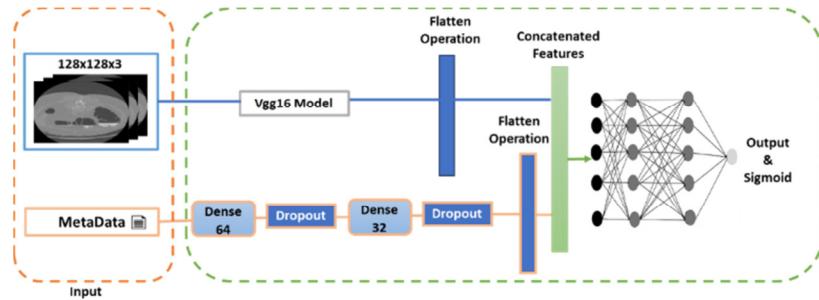 128x128x3
Vgg16 Model
Flatten
Operation
Concatenated
Features
MetaData
Dense
64
Dropout
Dense
32
Dropout
Flatten
Operation
Output
&
Sigmoid
Input